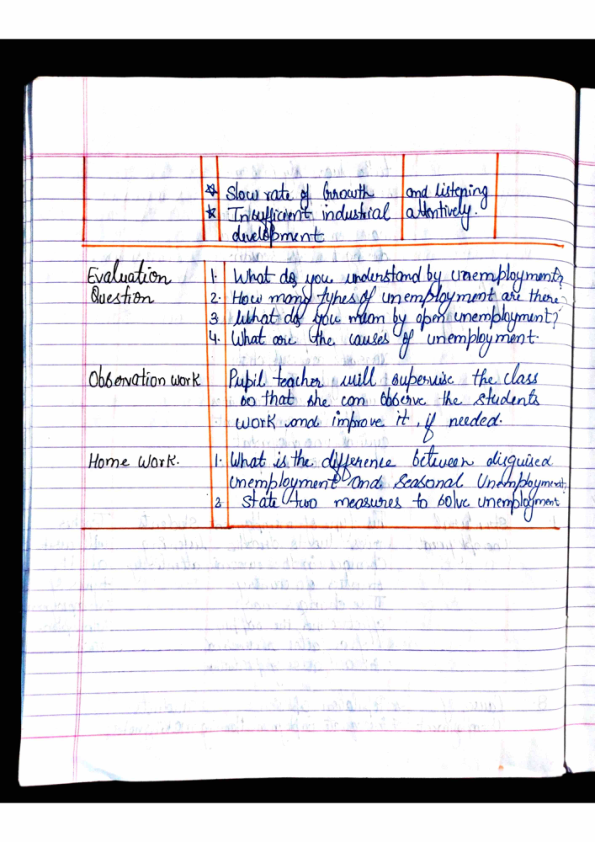 ☆ Slow rate of Growth and listening
☆ Insufficient industrial attentively.
development
Evaluation 1. What do you understand by unemployment?
Question 2. How many types of unemployment are there?
3 What do you mean by open unemployment?
4. What are the causes of unemployment.
Observation work Pupil teacher will supervise the class
so that she can observe the students
work and improve it, if needed.
Home Work. 1. What is the difference between disguised
Unemployment and Seasonal Unemployment.
2 State two measures to solve unemployment